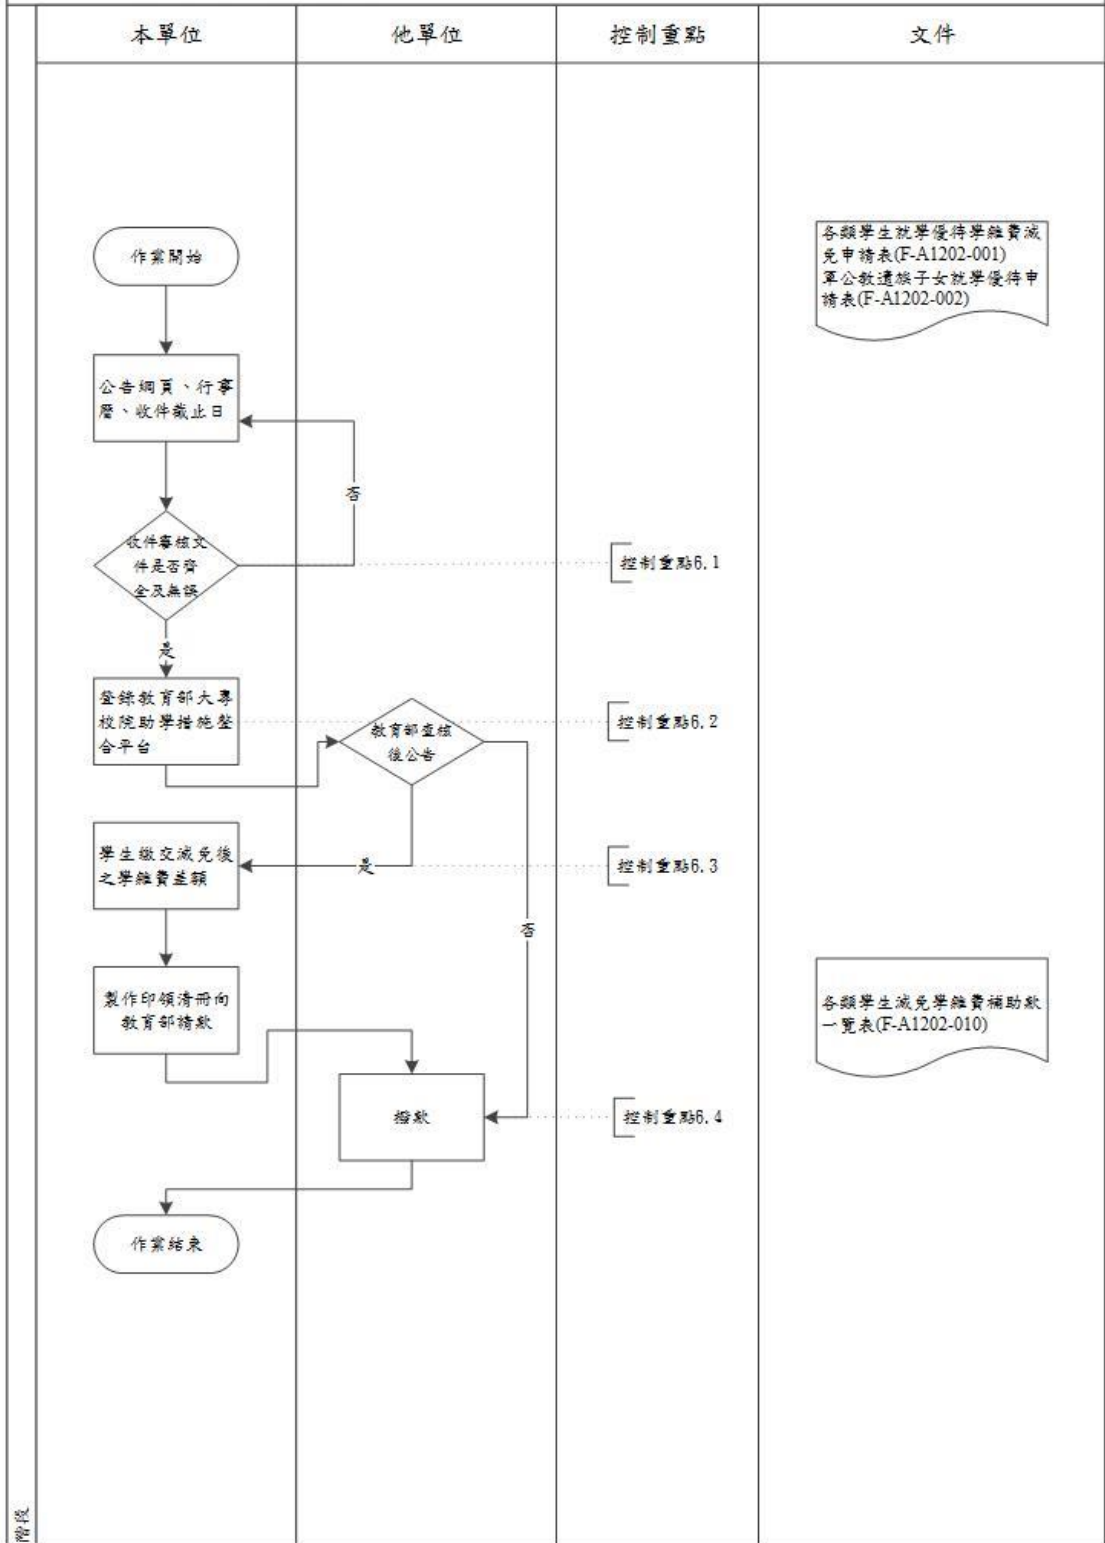 本單位
他單位
控制重點
文件
作業開始
各類學生就學優待學雜費減
免申請表(F-A1202-001)
軍公教遺族子女就學優待申
請表(F-A1202-002)
公告網頁、行事
曆、收件截止日
否
收件審核文
件是否齊
全及無誤
控制重點6.1
是
登錄教育部大專
校院助學措施整
合平台
教育部查核
後公告
控制重點6.2
學生繳交減免後
之學雜費差額
是
控制重點6.3
否
製作印領清冊向
教育部請款
各類學生減免學雜費補助款
一覽表(F-A1202-010)
撥款
控制重點6.4
作業結束
階段